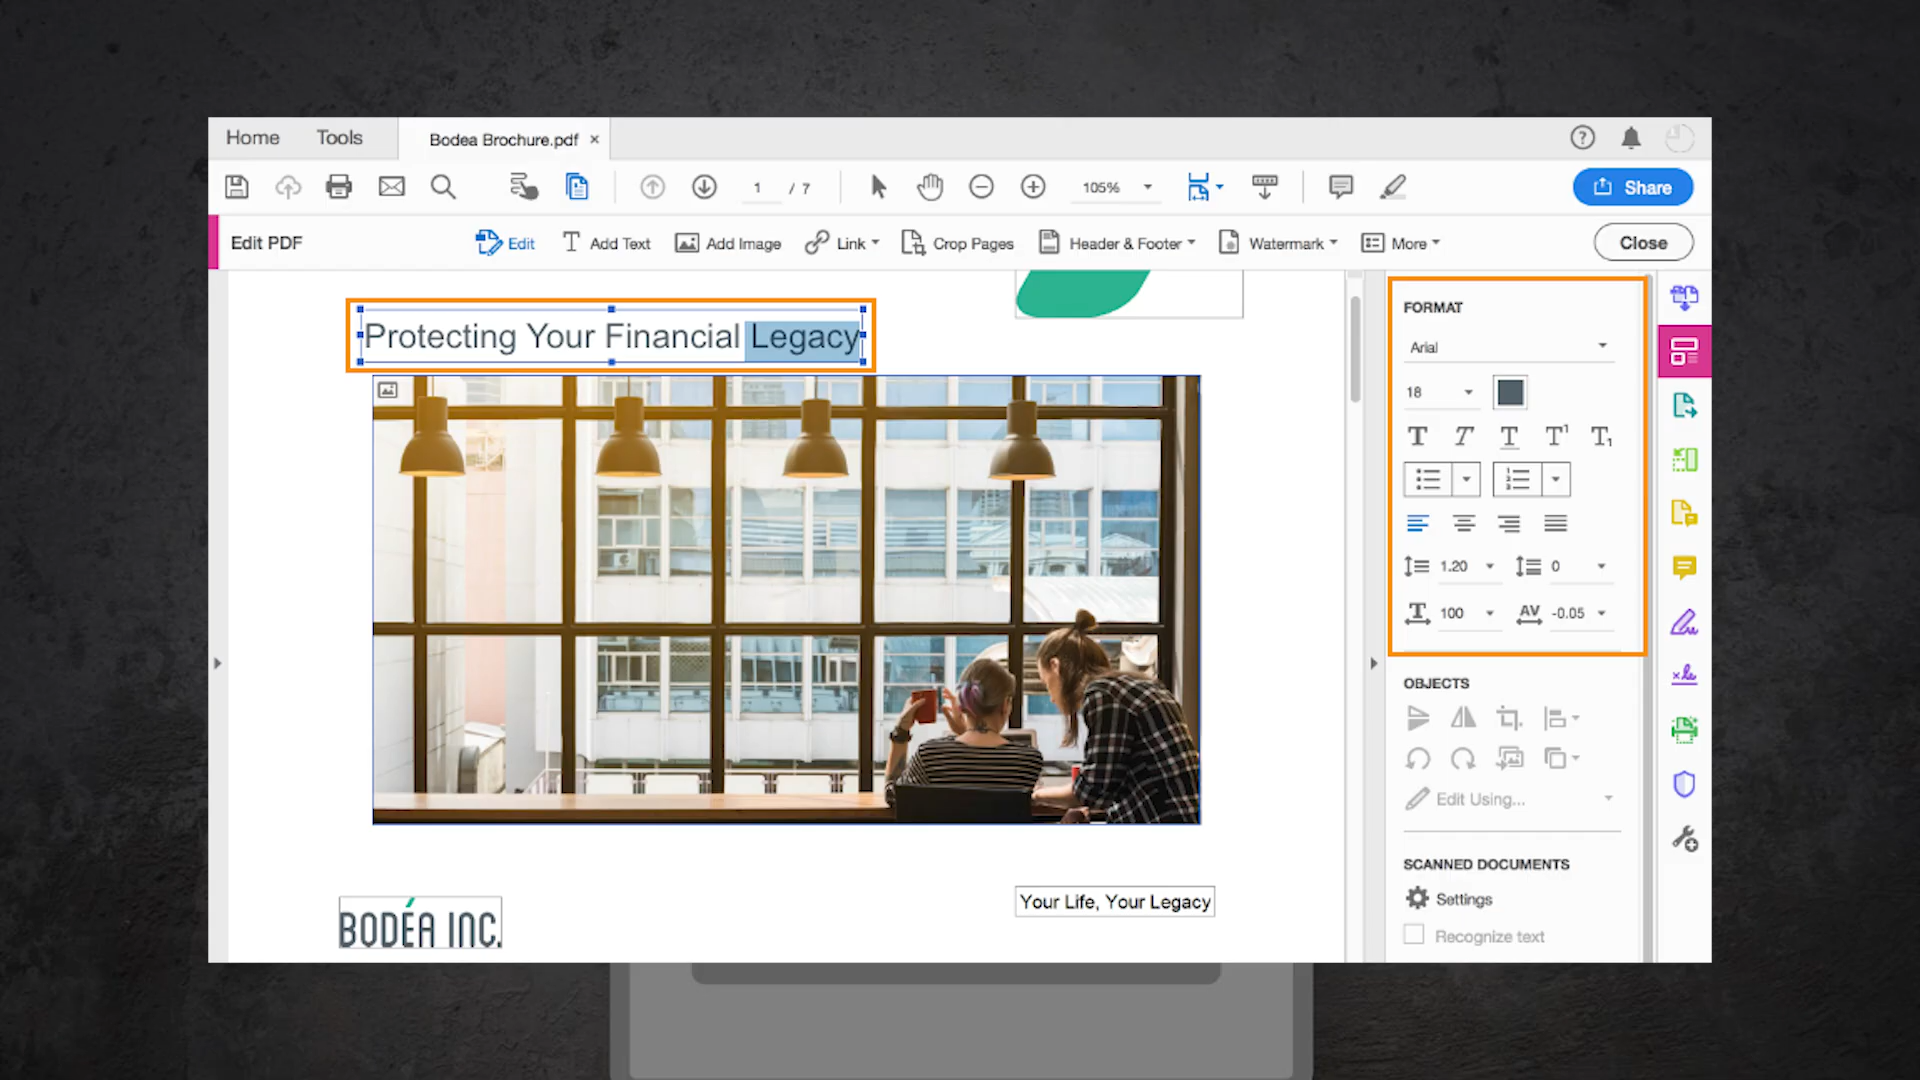 Home Tools Bodea Brochure.pdf ×
1 / 7 105% Share
Edit PDF Edit Add Text Add Image Link Crop Pages Header & Footer Watermark More Close
Protecting Your Financial Legacy
BODÉA INC.
Your Life, Your Legacy
FORMAT
Arial
18
1.20 0
100 AV -0.05
OBJECTS
Edit Using...
SCANNED DOCUMENTS
Settings
Recognize text